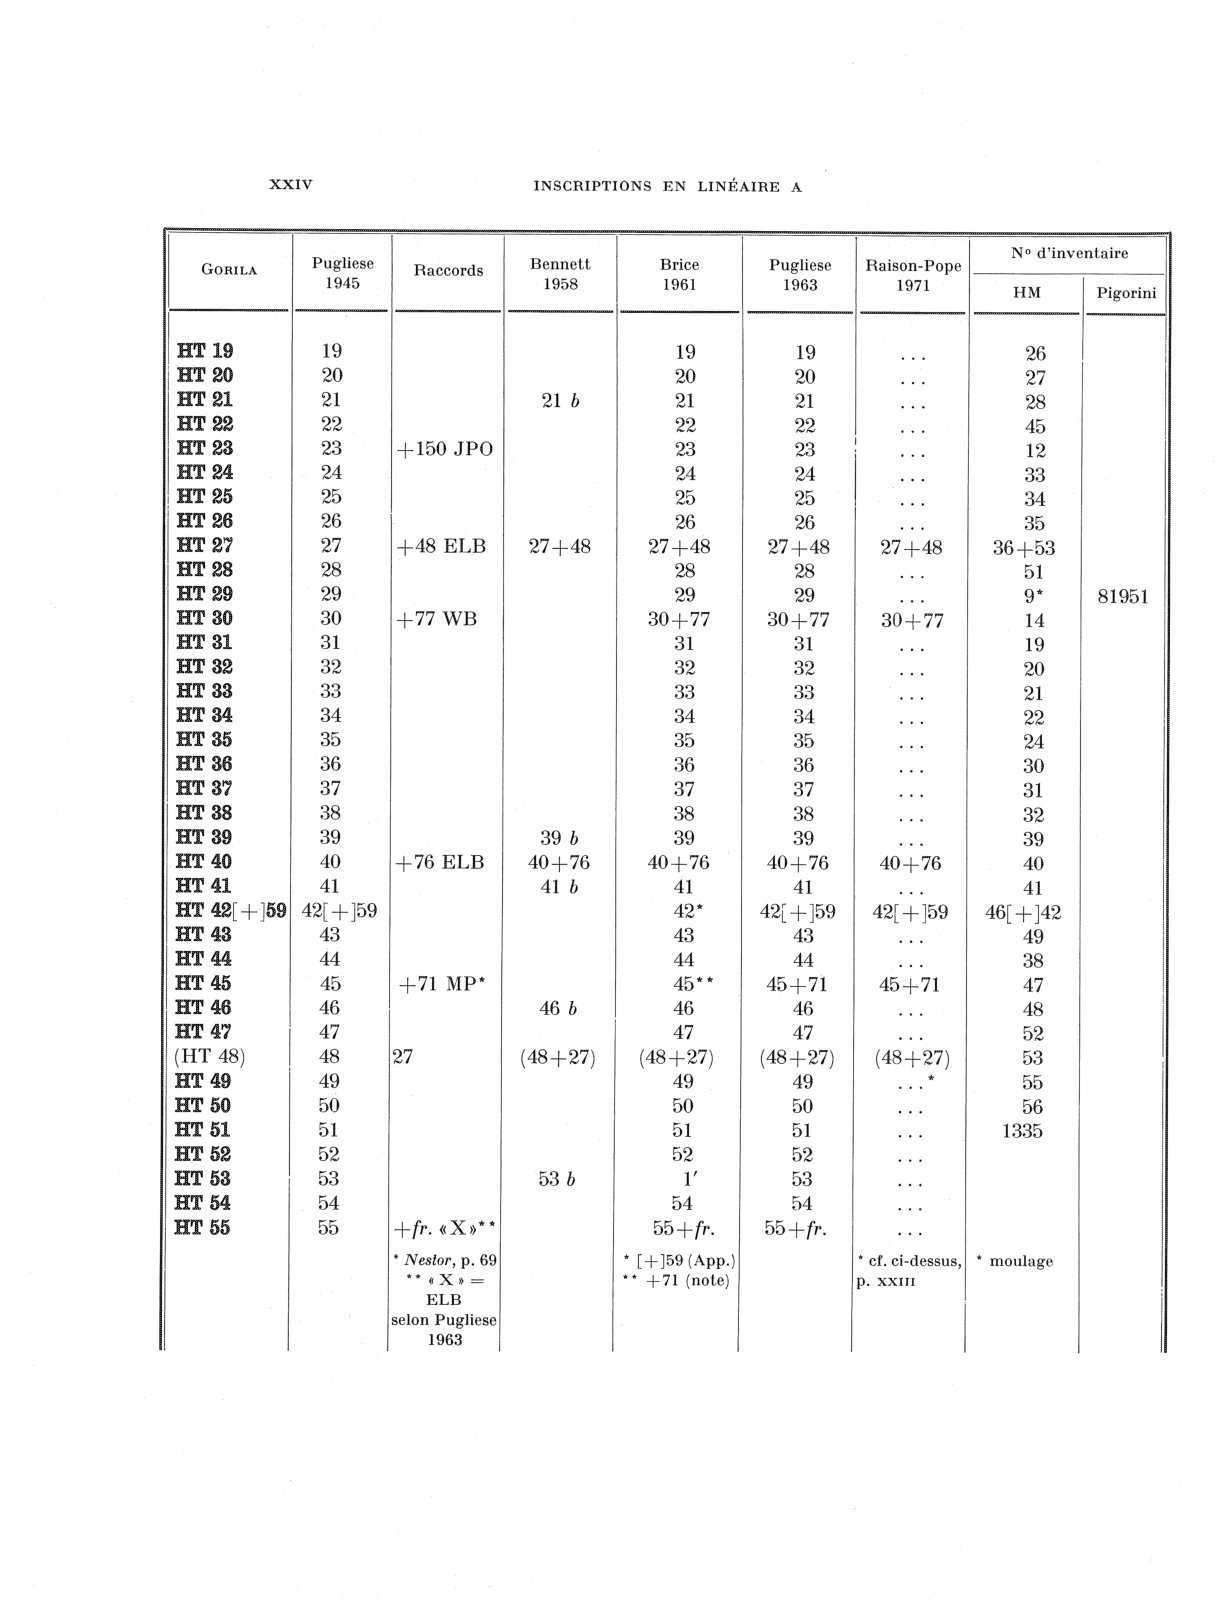 XXIV INSCRIPTIONS EN LINÉAIRE A
GORILA Pugliese 1945 Raccords Bennett 1958 Brice 1961 Pugliese 1963 Raison-Pope 1971 Nº d'inventaire HM Pigorini
HT 19 19 19 19 ... 26
HT 20 20 20 20 ... 27
HT 21 21 21 b 21 21 ... 28
HT 22 22 22 22 ... 45
HT 23 23 +150 JPO 23 23 ... 12
HT 24 24 24 24 ... 33
HT 25 25 25 25 ... 34
HT 26 26 26 26 ... 35
HT 27 27 +48 ELB 27+48 27+48 27+48 27+48 36+53
HT 28 28 28 28 ... 51
HT 29 29 29 29 ... 9* 81951
HT 30 30 +77 WB 30+77 30+77 30+77 14
HT 31 31 31 31 ... 19
HT 32 32 32 32 ... 20
HT 33 33 33 33 ... 21
HT 34 34 34 34 ... 22
HT 35 35 35 35 ... 24
HT 36 36 36 36 ... 30
HT 37 37 37 37 ... 31
HT 38 38 38 38 ... 32
HT 39 39 39 b 39 39 ... 39
HT 40 40 +76 ELB 40+76 40+76 40+76 40+76 40
HT 41 41 41 b 41 41 ... 41
HT 42[+]59 42[+]59 42* 42[+]59 42[+]59 46[+]42
HT 43 43 43 43 ... 49
HT 44 44 44 44 ... 38
HT 45 45 +71 MP* 45** 45+71 45+71 47
HT 46 46 46 b 46 46 ... 48
HT 47 47 47 47 ... 52
(HT 48) 48 27 (48+27) (48+27) (48+27) (48+27) 53
HT 49 49 49 49 ...* 55
HT 50 50 50 50 ... 56
HT 51 51 51 51 ... 1335
HT 52 52 52 52 ...
HT 53 53 53 b 1′ 53 ...
HT 54 54 54 54 ...
HT 55 55 +fr. «X»** 55+fr. 55+fr. ...
* Nestor, p. 69 * [+]59 (App.) * cf. ci-dessus, * moulage
** « X » = ** +71 (note) p. XXIII
ELB
selon Pugliese
1963